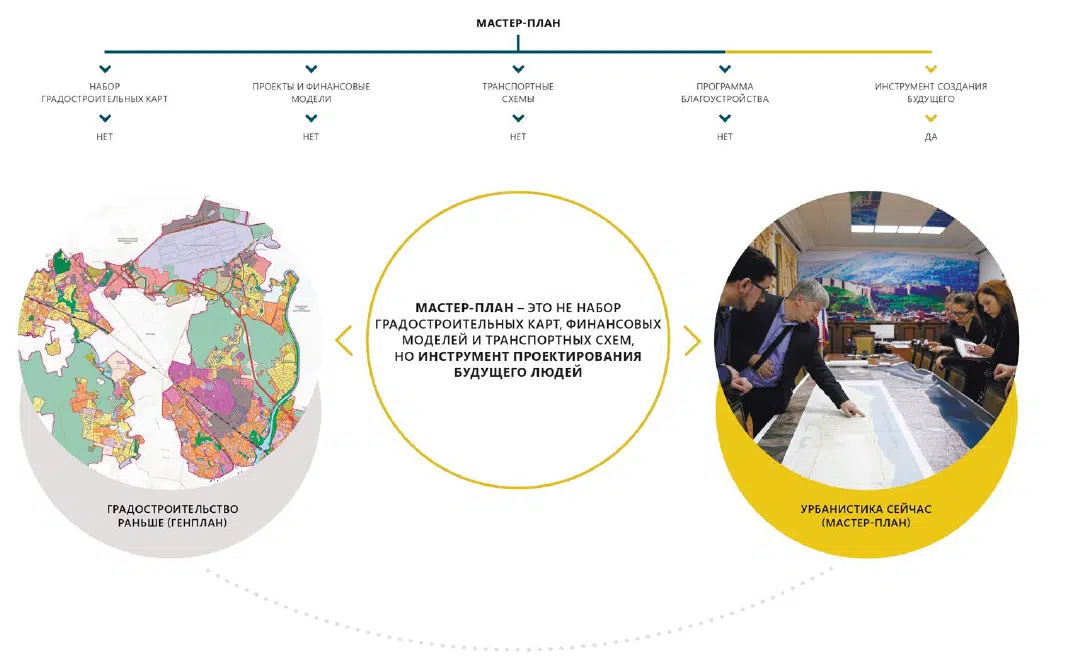 МАСТЕР-ПЛАН
НАБОР
ГРАДОСТРОИТЕЛЬНЫХ КАРТ
НЕТ
ПРОЕКТЫ И ФИНАНСОВЫЕ
МОДЕЛИ
НЕТ
ТРАНСПОРТНЫЕ
СХЕМЫ
НЕТ
ПРОГРАММА
БЛАГОУСТРОЙСТВА
НЕТ
ИНСТРУМЕНТ СОЗДАНИЯ
БУДУЩЕГО
ДА
МАСТЕР-ПЛАН – ЭТО НЕ НАБОР
ГРАДОСТРОИТЕЛЬНЫХ КАРТ, ФИНАНСОВЫХ
МОДЕЛЕЙ И ТРАНСПОРТНЫХ СХЕМ,
НО ИНСТРУМЕНТ ПРОЕКТИРОВАНИЯ
БУДУЩЕГО ЛЮДЕЙ
ГРАДОСТРОИТЕЛЬСТВО
РАНЬШЕ (ГЕНПЛАН)
УРБАНИСТИКА СЕЙЧАС
(МАСТЕР-ПЛАН)